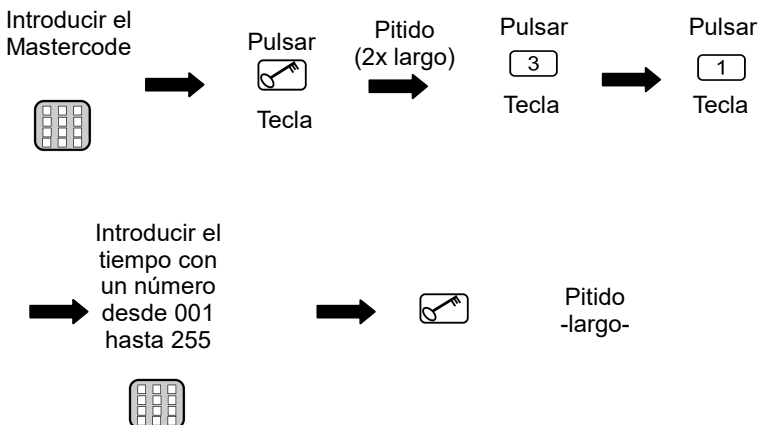 Introducir el
Mastercode
Pulsar
Tecla
Pitido
(2x largo)
Pulsar
3
Tecla
Pulsar
1
Tecla
Introducir el
tiempo con
un número
desde 001
hasta 255
Pitido
-largo-